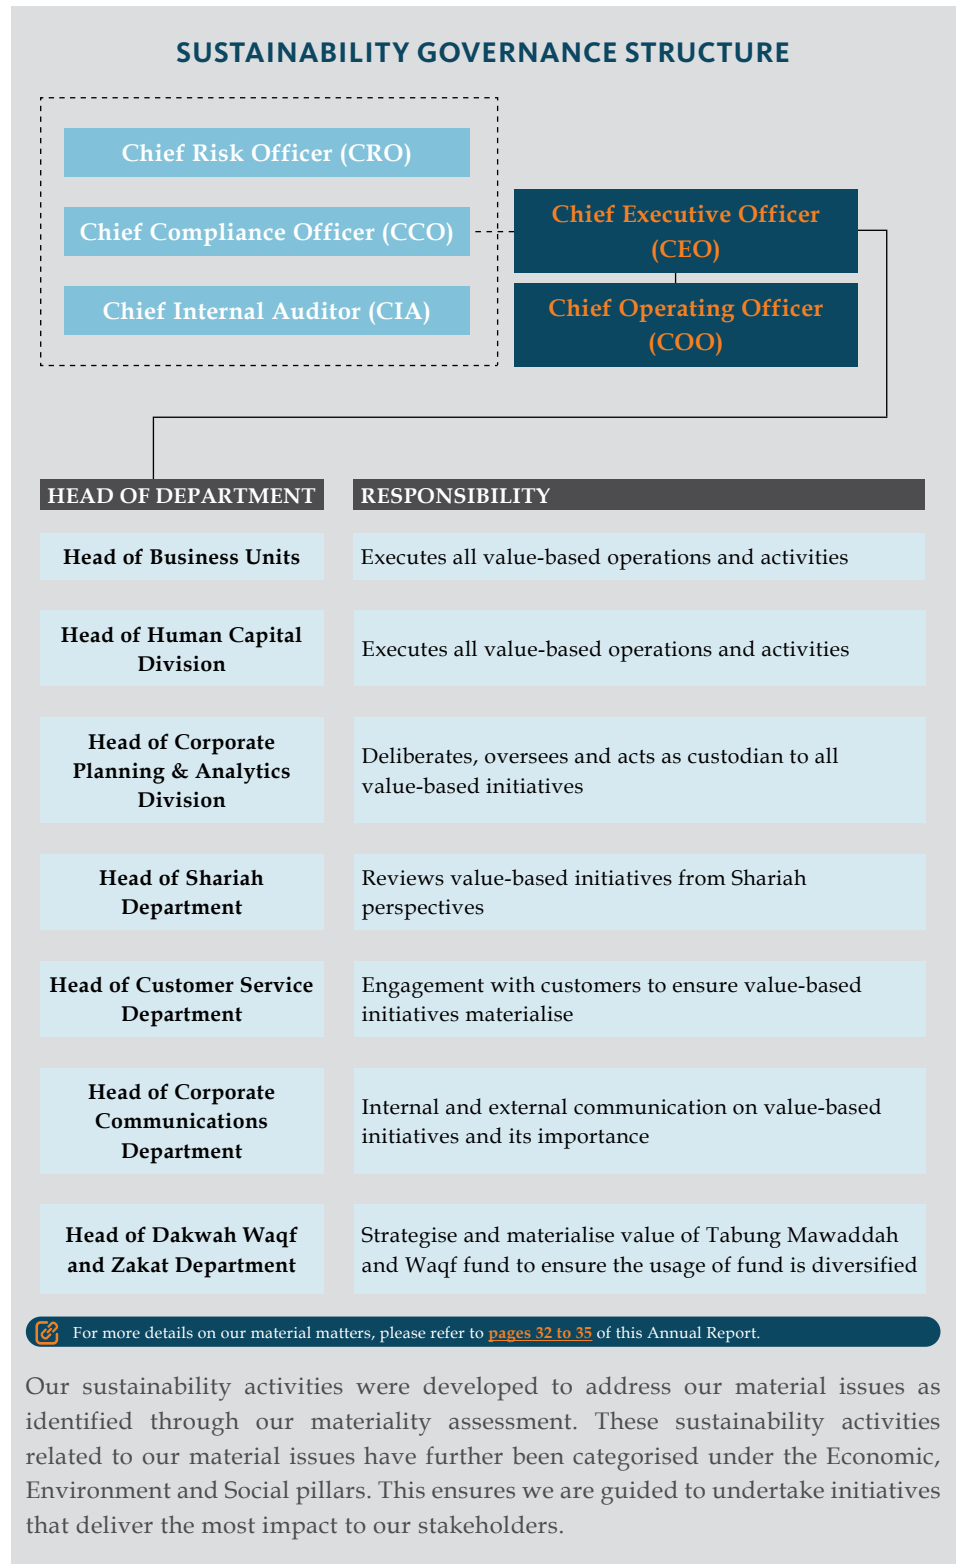 SUSTAINABILITY GOVERNANCE STRUCTURE
Chief Risk Officer (CRO)
Chief Compliance Officer (CCO)
Chief Internal Auditor (CIA)
Chief Executive Officer
(CEO)
Chief Operating Officer
(COO)
HEAD OF DEPARTMENT
RESPONSIBILITY
Head of Business Units
Executes all value-based operations and activities
Head of Human Capital
Division
Executes all value-based operations and activities
Head of Corporate
Planning & Analytics
Division
Deliberates, oversees and acts as custodian to all
value-based initiatives
Head of Shariah
Department
Reviews value-based initiatives from Shariah
perspectives
Head of Customer Service
Department
Engagement with customers to ensure value-based
initiatives materialise
Head of Corporate
Communications
Department
Internal and external communication on value-based
initiatives and its importance
Head of Dakwah Waqf
and Zakat Department
Strategise and materialise value of Tabung Mawaddah
and Waqf fund to ensure the usage of fund is diversified
For more details on our material matters, please refer to pages 32 to 35 of this Annual Report.
Our sustainability activities were developed to address our material issues as
identified through our materiality assessment. These sustainability activities
related to our material issues have further been categorised under the Economic,
Environment and Social pillars. This ensures we are guided to undertake initiatives
that deliver the most impact to our stakeholders.